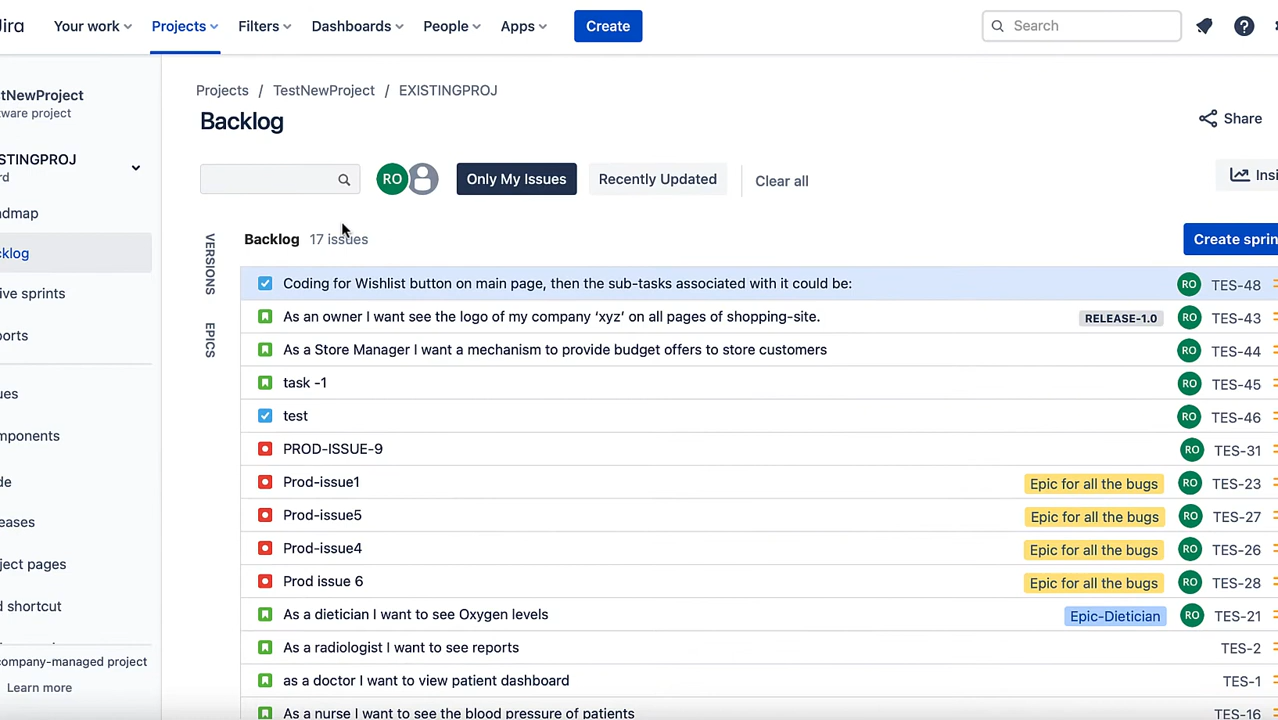 Jira
Your work
Projects
Filters
Dashboards
People
Apps
Create
Search
tNewProject
tware project
STINGPROJ
rd
admap
klog
ive sprints
orts
ues
mponents
de
eases
ject pages
d shortcut
company-managed project
Learn more
Projects / TestNewProject / EXISTINGPROJ
Backlog
Share
RO
Only My Issues
Recently Updated
Clear all
Insi
VERSIONS
EPICS
Backlog 17 issues
Create sprin
Coding for Wishlist button on main page, then the sub-tasks associated with it could be: RO TES-48
As an owner I want see the logo of my company ‘xyz’ on all pages of shopping-site. RELEASE-1.0 RO TES-43
As a Store Manager I want a mechanism to provide budget offers to store customers RO TES-44
task -1 RO TES-45
test RO TES-46
PROD-ISSUE-9 RO TES-31
Prod-issue1 Epic for all the bugs RO TES-23
Prod-issue5 Epic for all the bugs RO TES-27
Prod-issue4 Epic for all the bugs RO TES-26
Prod issue 6 Epic for all the bugs RO TES-28
As a dietician I want to see Oxygen levels Epic-Dietician RO TES-21
As a radiologist I want to see reports TES-2
as a doctor I want to view patient dashboard TES-1
As a nurse I want to see the blood pressure of patients TES-16